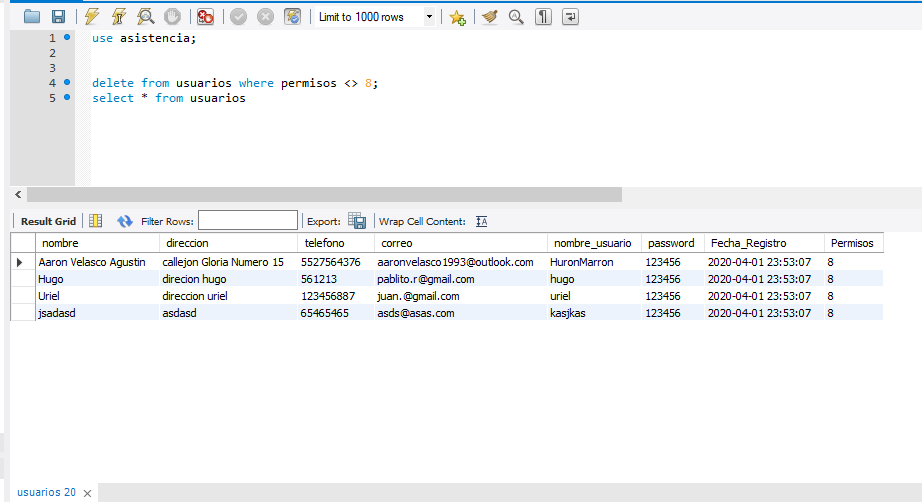 Limit to 1000 rows
1 use asistencia;
2
3
4 delete from usuarios where permisos <> 8;
5 select * from usuarios
Result Grid Filter Rows: Export: Wrap Cell Content:
nombre direccion telefono correo nombre_usuario password Fecha_Registro Permisos
Aaron Velasco Agustin callejon Gloria Numero 15 5527564376 aaronvelasco1993@outlook.com HuronMarron 123456 2020-04-01 23:53:07 8
Hugo direcion hugo 561213 pablito.r@gmail.com hugo 123456 2020-04-01 23:53:07 8
Uriel direccion uriel 123456887 juan.@gmail.com uriel 123456 2020-04-01 23:53:07 8
jsadasd asdasd 65465465 asds@asas.com kasjkas 123456 2020-04-01 23:53:07 8
usuarios 20